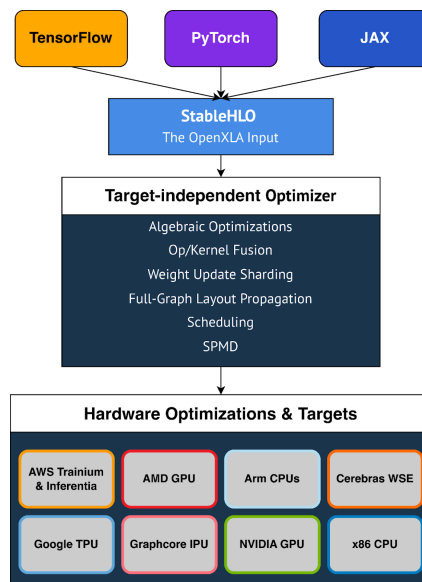 TensorFlow
PyTorch
JAX
StableHLO
The OpenXLA Input
Target-independent Optimizer
Algebraic Optimizations
Op/Kernel Fusion
Weight Update Sharding
Full-Graph Layout Propagation
Scheduling
SPMD
Hardware Optimizations & Targets
AWS Trainium
& Inferentia
AMD GPU
Arm CPUs
Cerebras WSE
Google TPU
Graphcore IPU
NVIDIA GPU
x86 CPU